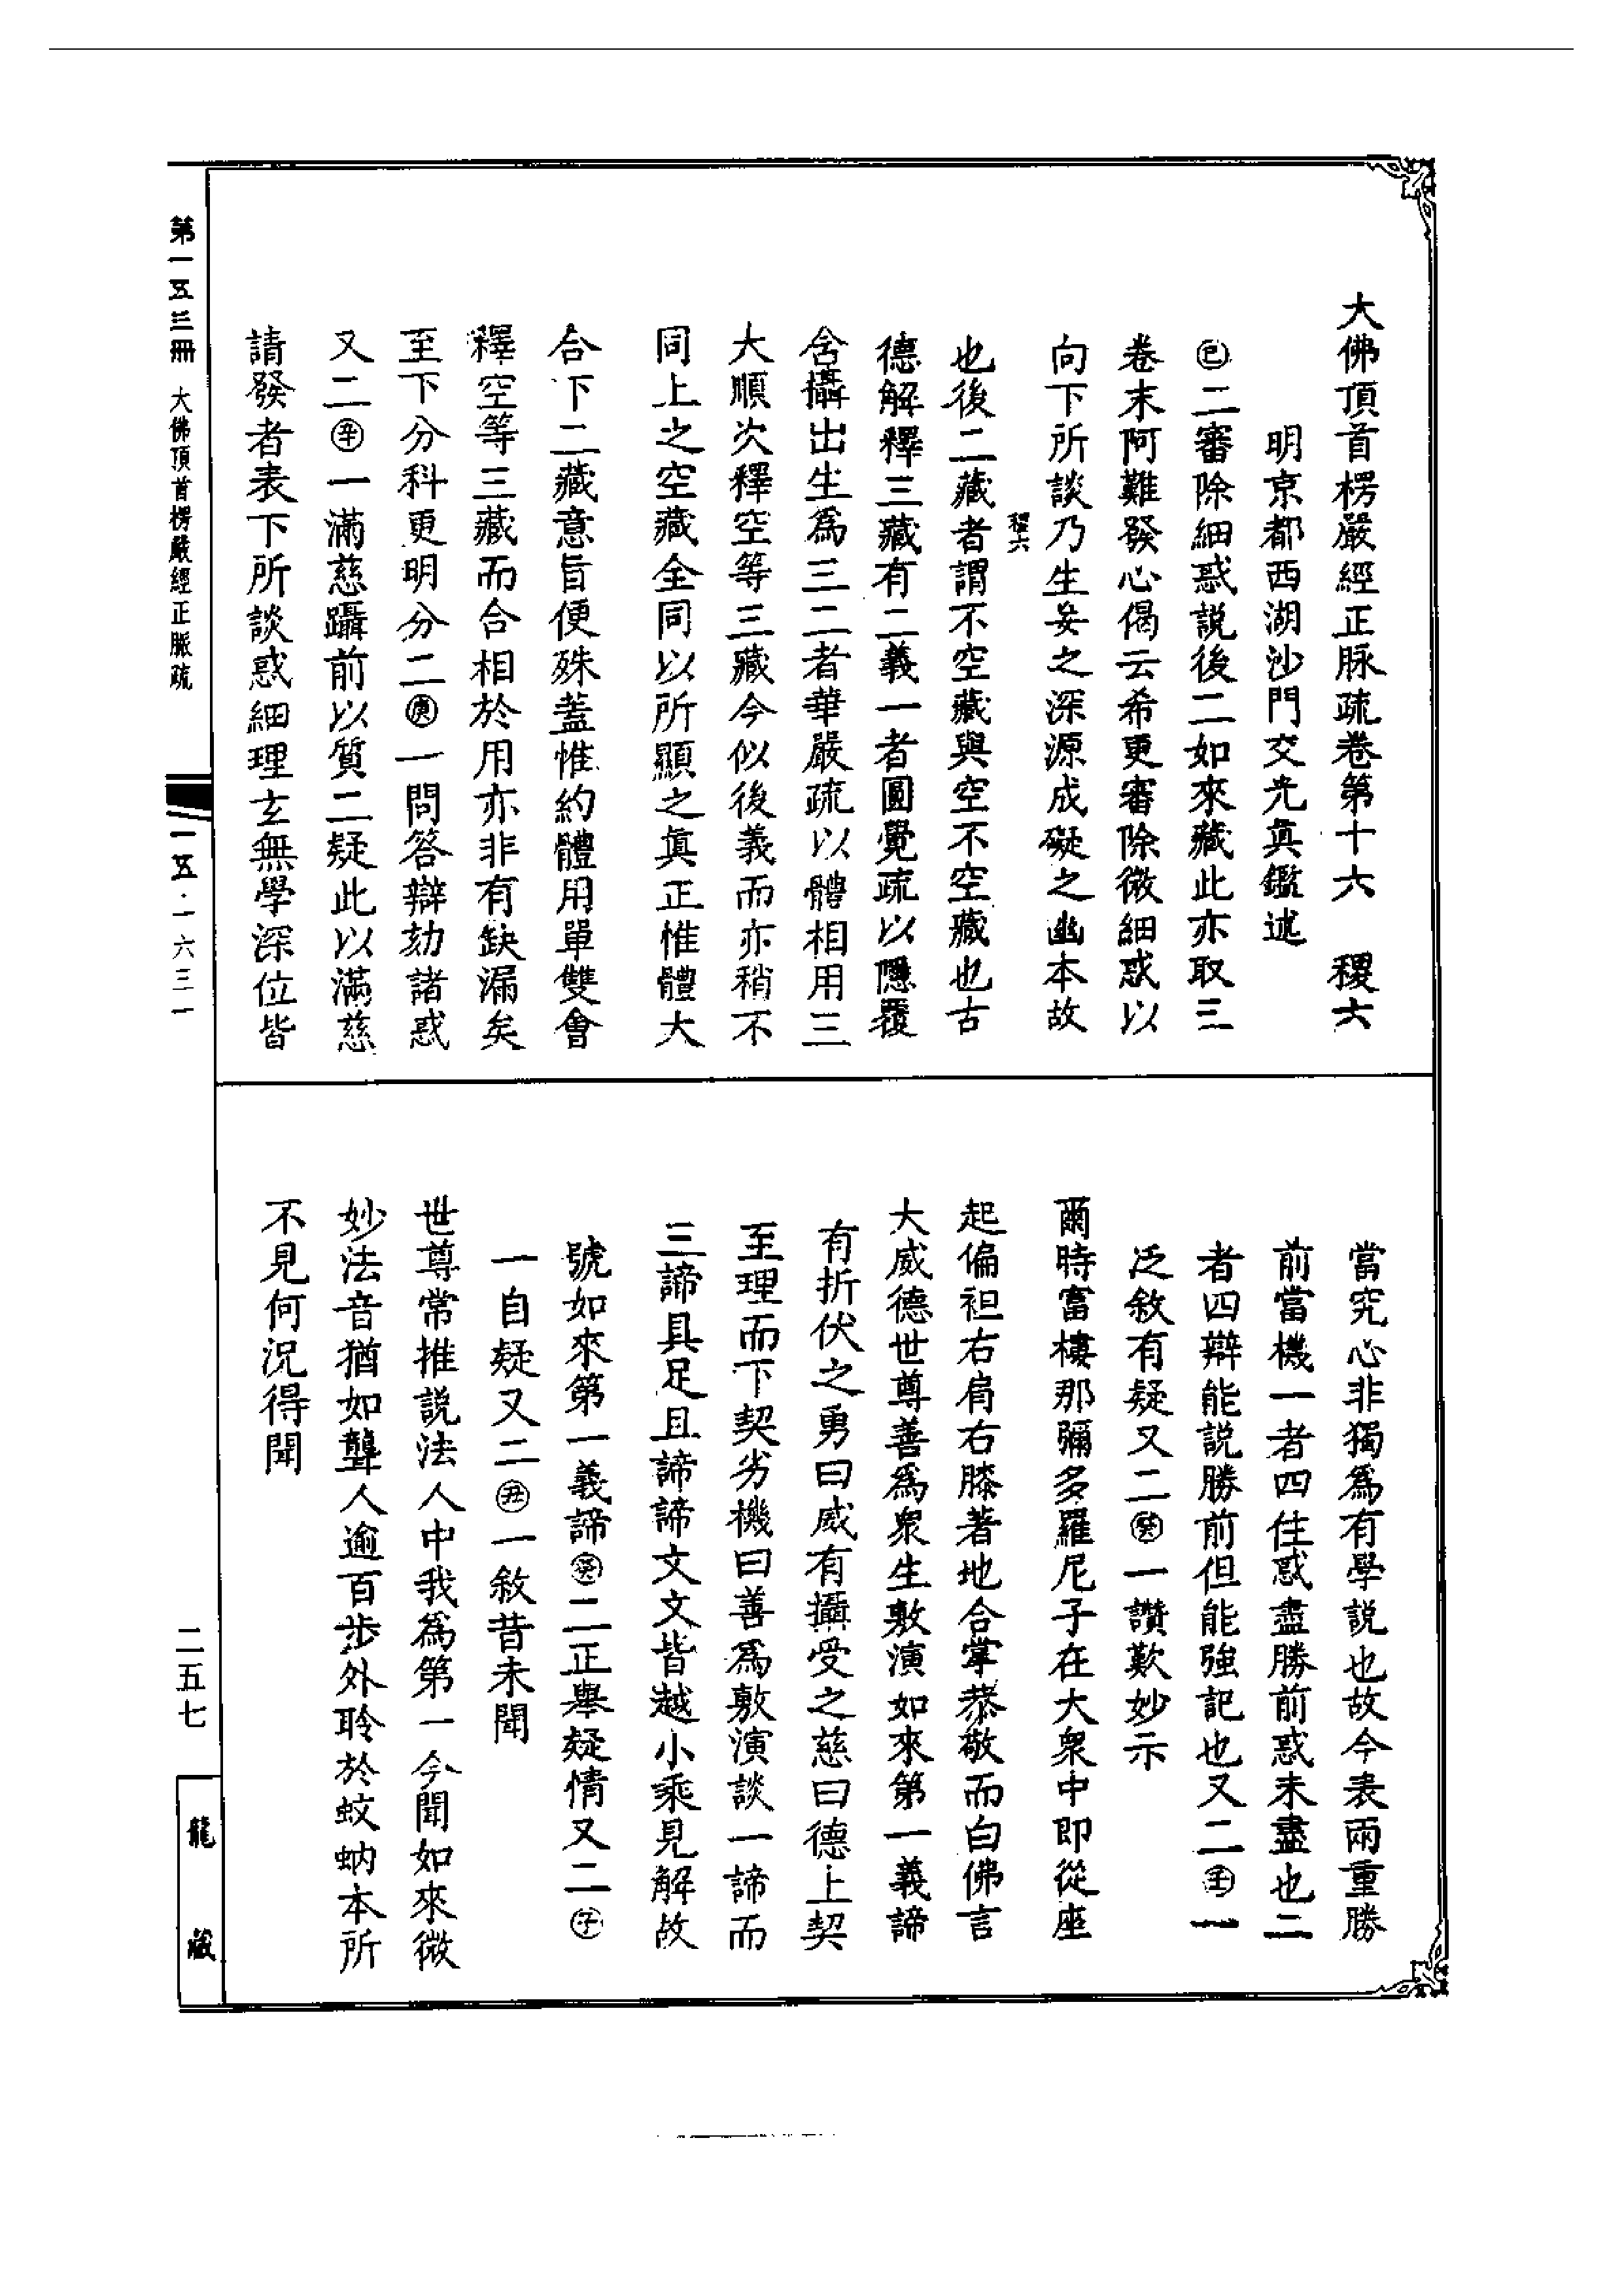 大佛頂首楞嚴經正脉疏卷第十六　稷六
明京都西湖沙門交光真鑑述
㊁二審除細惑說後二如來藏此亦取三
卷末阿難發心偈云希更審除微細惑以
向下所談乃生妄之深源成礙之幽本故
稷六
也後二藏者謂不空藏與空不空藏也古
德解釋三藏有二義一者圓覺疏以隱覆
含攝出生為三二者華嚴疏以體相用三
大順次釋空等三藏今似後義而亦稍不
同上之空藏全同以所顯之真正惟體大
合下二藏意旨便殊蓋惟約體用單雙會
釋空等三藏而合相於用亦非有缺漏矣
至下分科更明分二㊎一問答辯劾諸惑
又二㊛一滿慈躡前以質二疑此以滿慈
請發者表下所談惑細理玄無學深位皆
當究心非獨為有學說也故今表兩重勝
前當機一者四住惑盡勝前惑未盡也二
者四辯能說勝前但能強記也又二㊋一
泛敘有疑又二㊌一讚歎妙示
爾時富樓那彌多羅尼子在大衆中即從座
起偏袒右肩右膝著地合掌恭敬而白佛言
大威德世尊善為衆生敷演如來第一義諦
有折伏之勇曰威有攝受之慈曰德上契
至理而下契劣機曰善為敷演談一諦而
三諦具足且諦諦文文皆越小乘見解故
號如來第一義諦㊌二正舉疑情又二㊍
一自疑又二㊏一敘昔未聞
世尊常推說法人中我為第一今聞如來微
妙法音猶如聾人逾百步外聆於蚊蚋本所
不見何況得聞
第一五三冊　大佛頂首楞嚴經正脈疏
一五·一六三一
二五七
龍藏